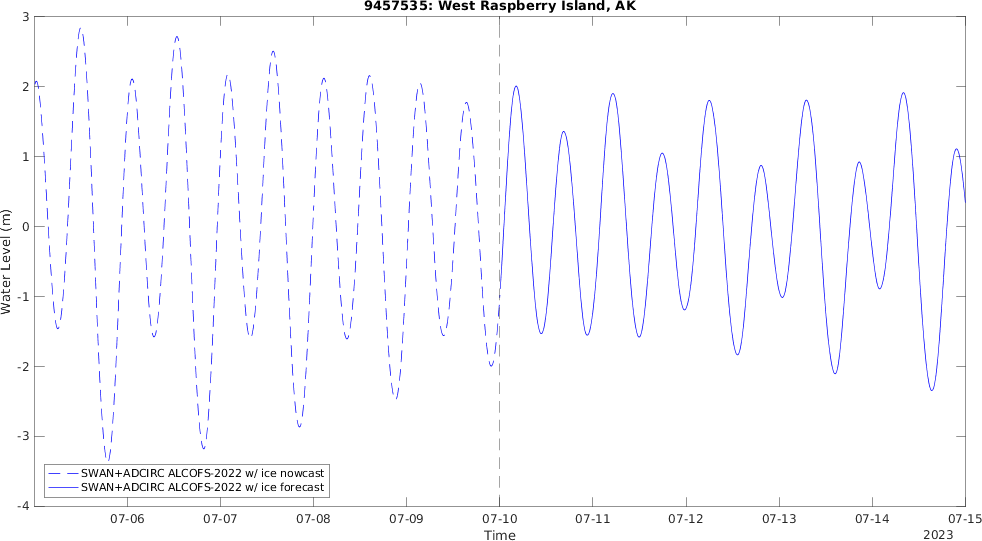 9457535: West Raspberry Island, AK
3
2
1
0
-1
-2
-3
-4
Water Level (m)
SWAN+ADCIRC ALCOFS-2022 w/ ice nowcast
SWAN+ADCIRC ALCOFS-2022 w/ ice forecast
07-06 07-07 07-08 07-09 07-10 07-11 07-12 07-13 07-14 07-15
Time
2023